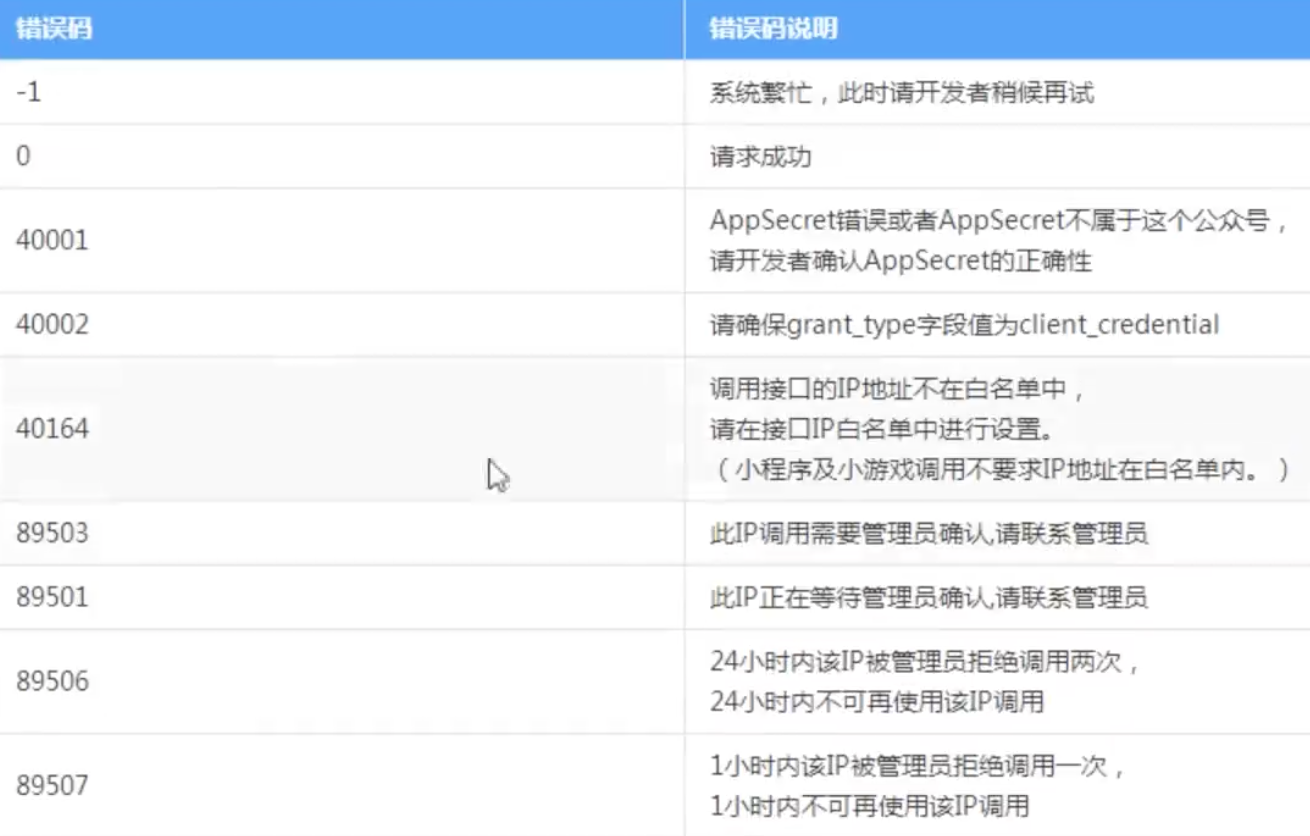 错误码 错误码说明
-1 系统繁忙，此时请开发者稍候再试
0 请求成功
40001 AppSecret错误或者AppSecret不属于这个公众号，
请开发者确认AppSecret的正确性
40002 请确保grant_type字段值为client_credential
40164 调用接口的IP地址不在白名单中，
请在接口IP白名单中进行设置。
（小程序及小游戏调用不要求IP地址在白名单内。）
89503 此IP调用需要管理员确认,请联系管理员
89501 此IP正在等待管理员确认,请联系管理员
89506 24小时内该IP被管理员拒绝调用两次，
24小时内不可再使用该IP调用
89507 1小时内该IP被管理员拒绝调用一次，
1小时内不可再使用该IP调用